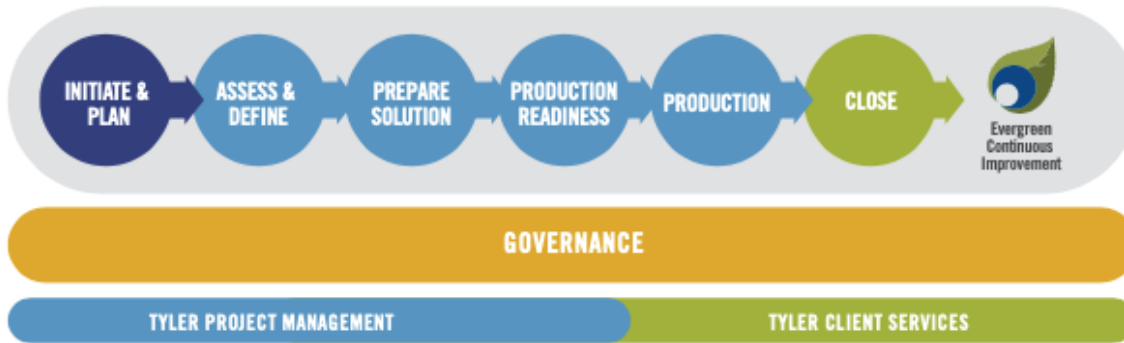 INITIATE &
PLAN
ASSESS &
DEFINE
PREPARE
SOLUTION
PRODUCTION
READINESS
PRODUCTION
CLOSE
Evergreen
Continuous
Improvement
GOVERNANCE
TYLER PROJECT MANAGEMENT
TYLER CLIENT SERVICES